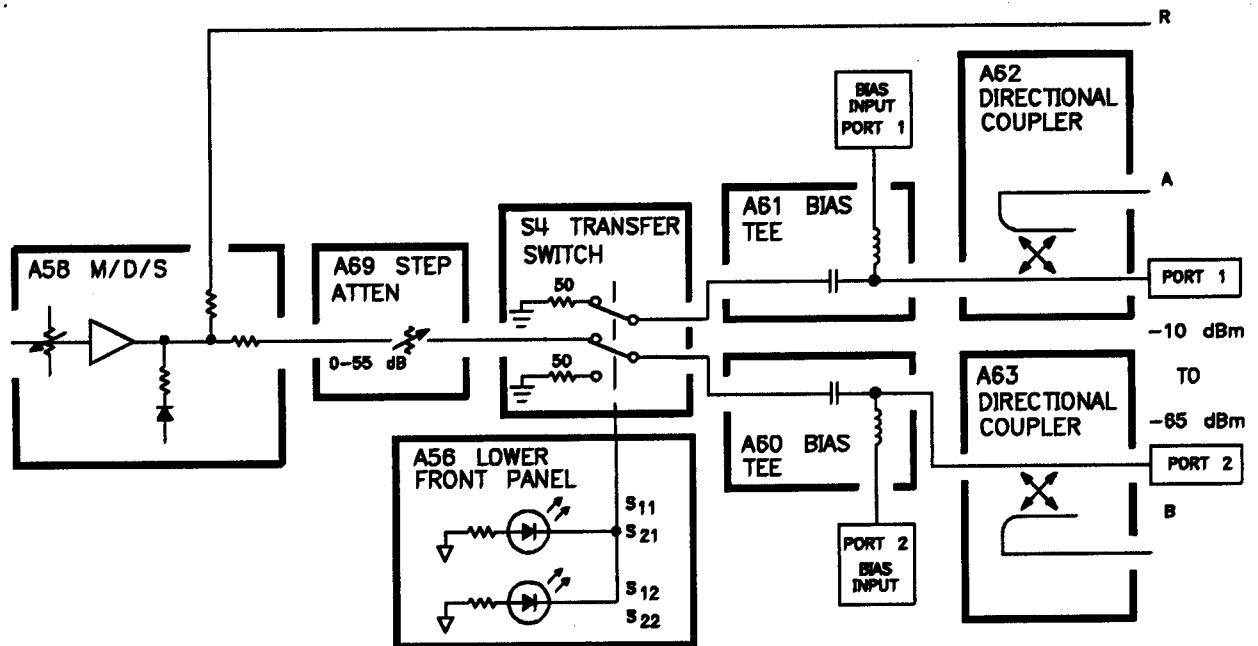 R
A62
DIRECTIONAL
COUPLER
BIAS
INPUT
PORT 1
A
A61 BIAS
TEE
S4 TRANSFER
SWITCH
50
50
A58 M/D/S
A69 STEP
ATTEN
0-55 dB
PORT 1
-10 dBm
TO
-65 dBm
PORT 2
A63
DIRECTIONAL
COUPLER
B
A60 BIAS
TEE
PORT 2
BIAS
INPUT
A56 LOWER
FRONT PANEL
S11
S21
S12
S22